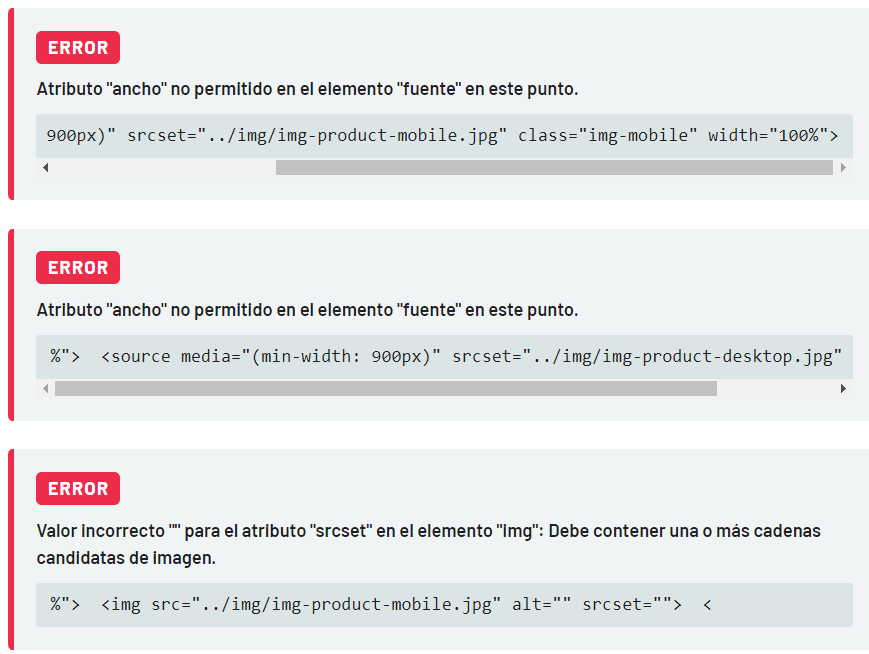 ERROR
Atributo "ancho" no permitido en el elemento "fuente" en este punto.
900px)" srcset="../img/img-product-mobile.jpg" class="img-mobile" width="100%">
ERROR
Atributo "ancho" no permitido en el elemento "fuente" en este punto.
%"> <source media="(min-width: 900px)" srcset="../img/img-product-desktop.jpg"
ERROR
Valor incorrecto "" para el atributo "srcset" en el elemento "img": Debe contener una o más cadenas
candidatas de imagen.
%"> <img src="../img/img-product-mobile.jpg" alt="" srcset=""> <